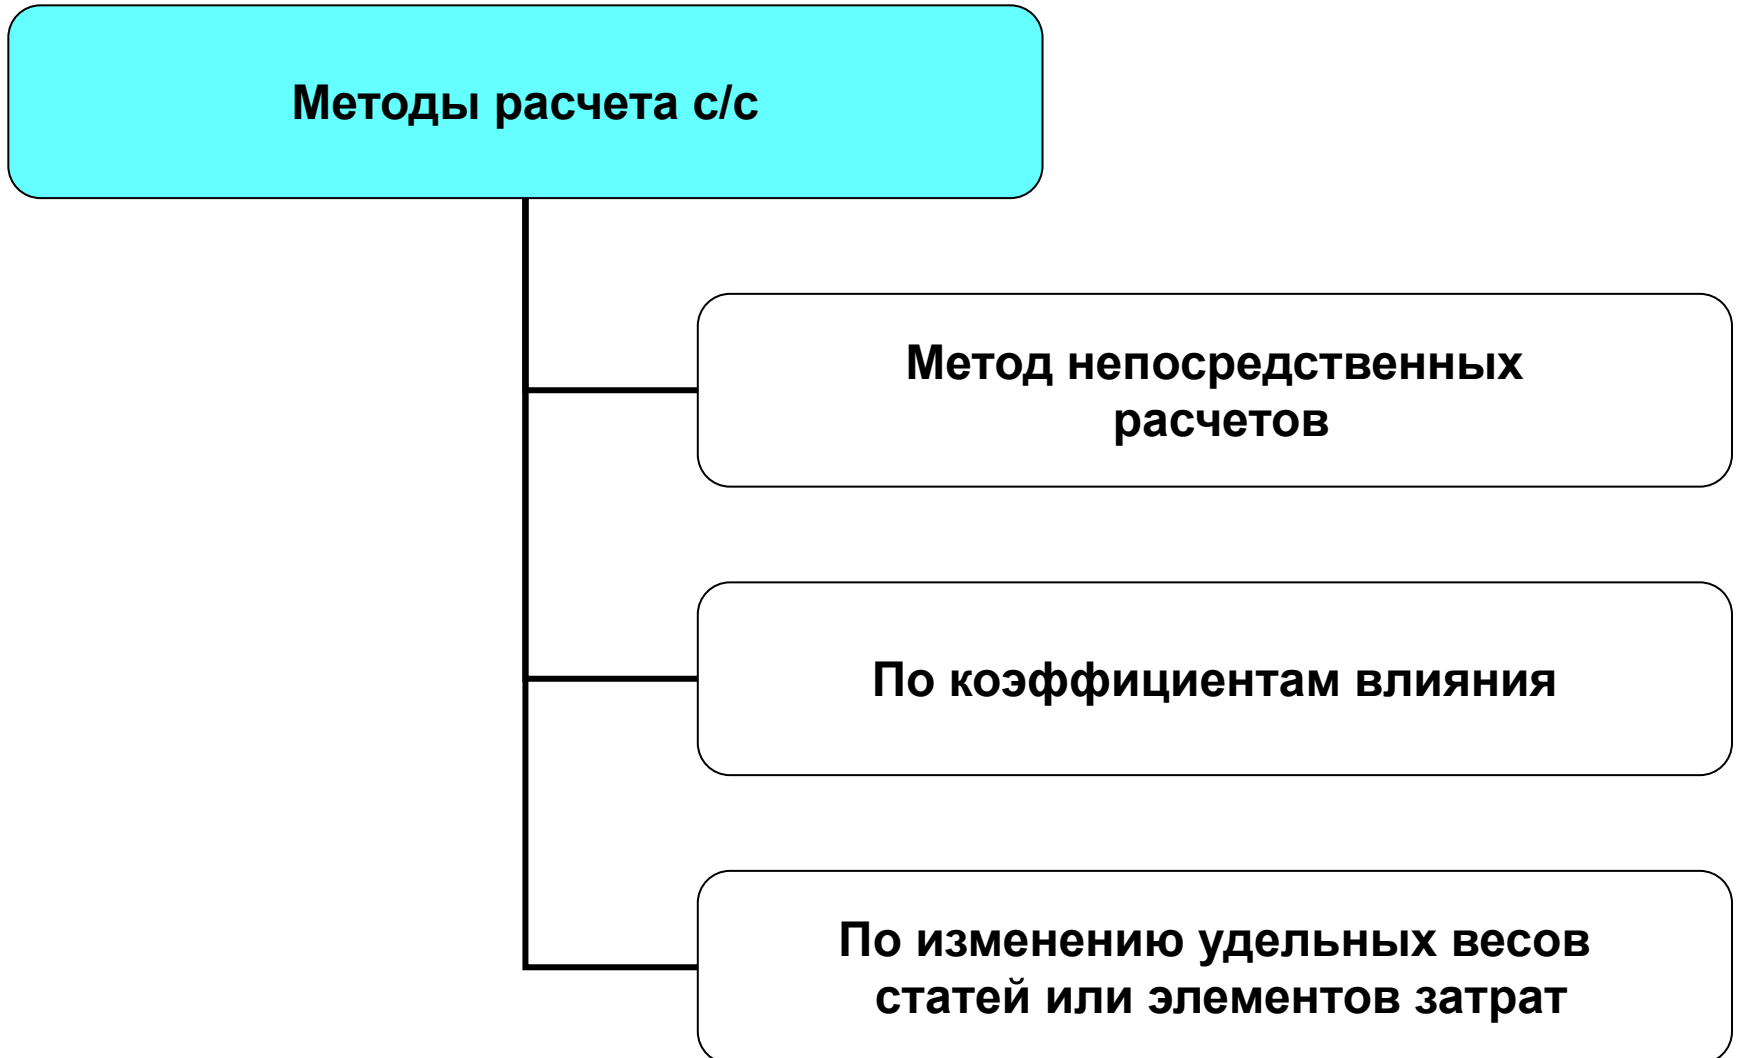 Методы расчета с/с
Метод непосредственных
расчетов
По коэффициентам влияния
По изменению удельных весов
статей или элементов затрат